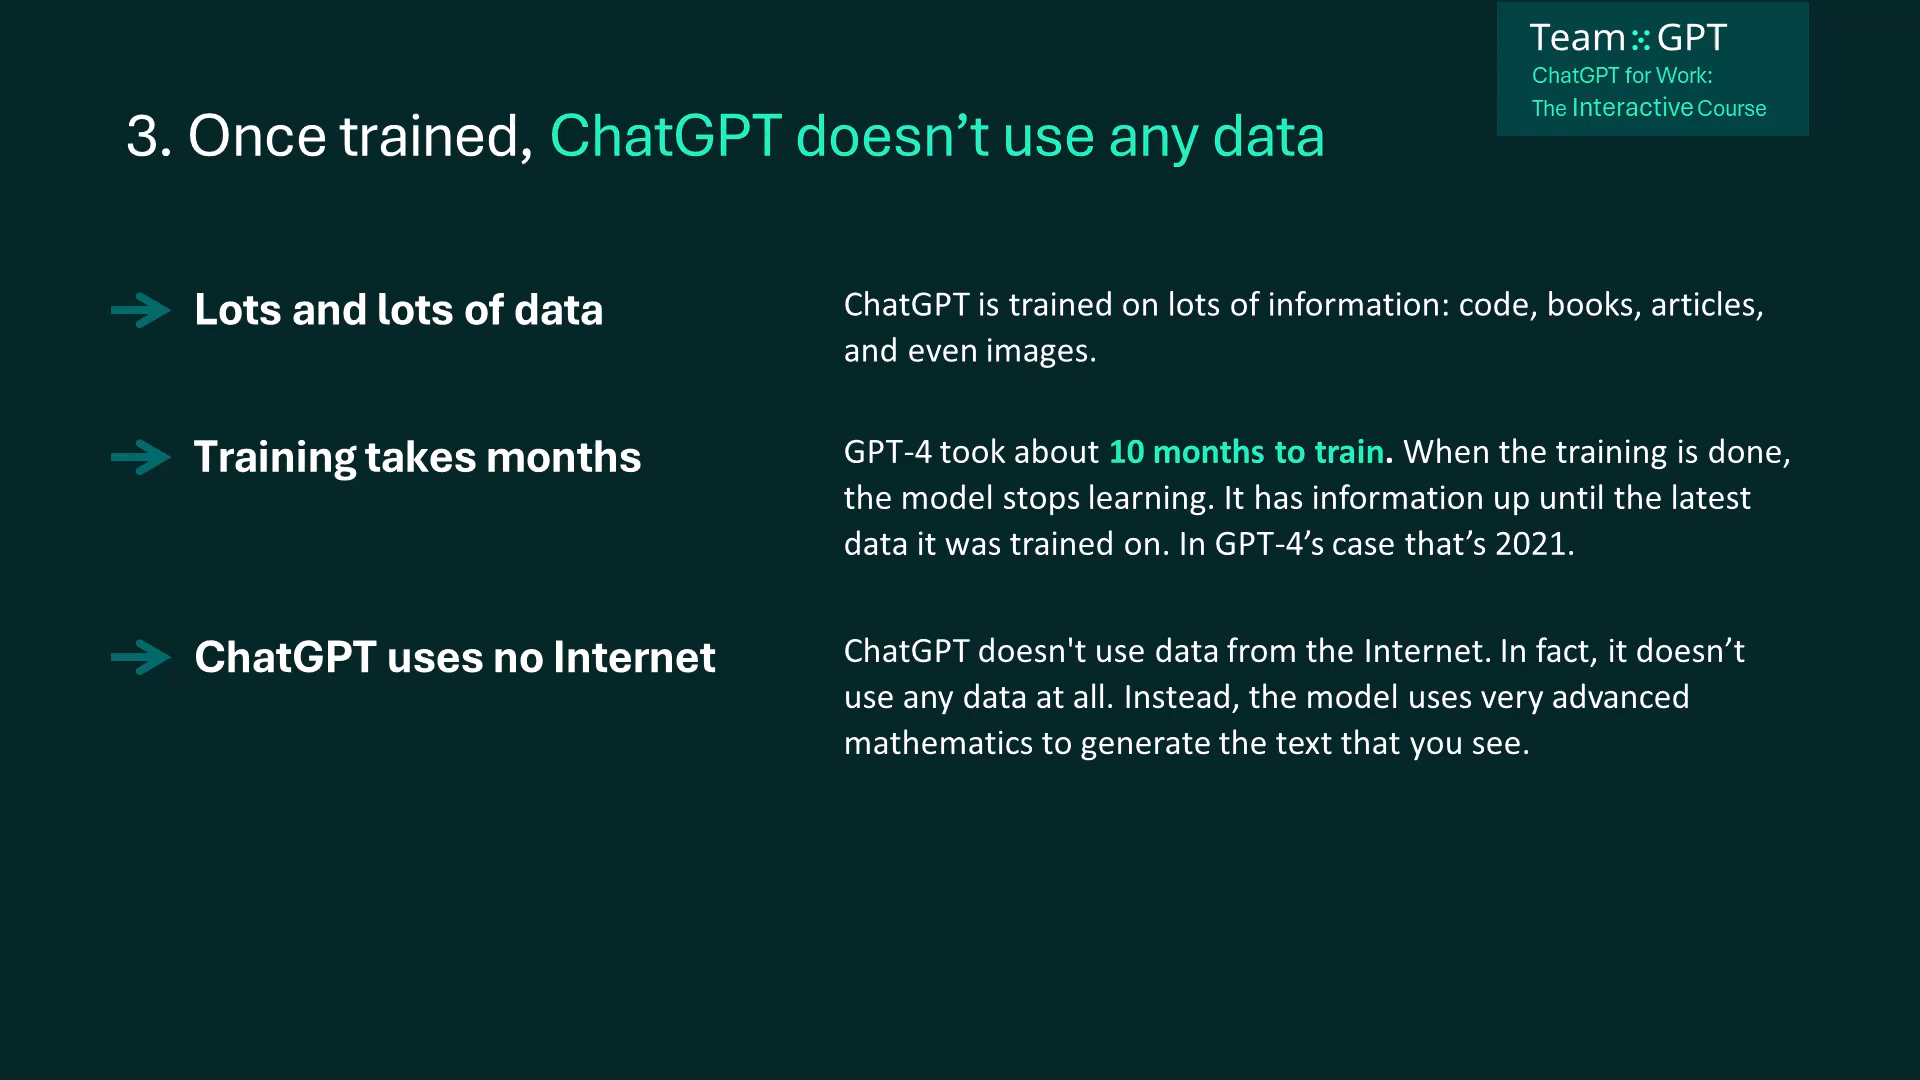 Team GPT
ChatGPT for Work:
The Interactive Course
3. Once trained, ChatGPT doesn’t use any data
Lots and lots of data
ChatGPT is trained on lots of information: code, books, articles,
and even images.
Training takes months
GPT-4 took about 10 months to train. When the training is done,
the model stops learning. It has information up until the latest
data it was trained on. In GPT-4’s case that’s 2021.
ChatGPT uses no Internet
ChatGPT doesn't use data from the Internet. In fact, it doesn’t
use any data at all. Instead, the model uses very advanced
mathematics to generate the text that you see.